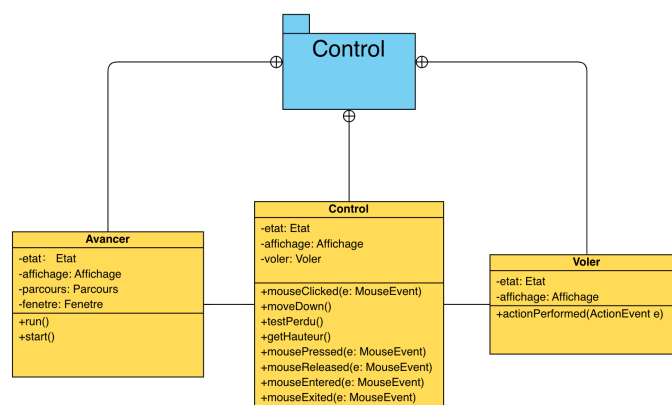 Control
Avancer
-etat: Etat
-affichage: Affichage
-parcours: Parcours
-fenetre: Fenetre
+run()
+start()
Control
-etat: Etat
-affichage: Affichage
-voler: Voler
+mouseClicked(e: MouseEvent)
+moveDown()
+testPerdu()
+getHauteur()
+mousePressed(e: MouseEvent)
+mouseReleased(e: MouseEvent)
+mouseEntered(e: MouseEvent)
+mouseExited(e: MouseEvent)
Voler
-etat: Etat
-affichage: Affichage
+actionPerformed(ActionEvent e)